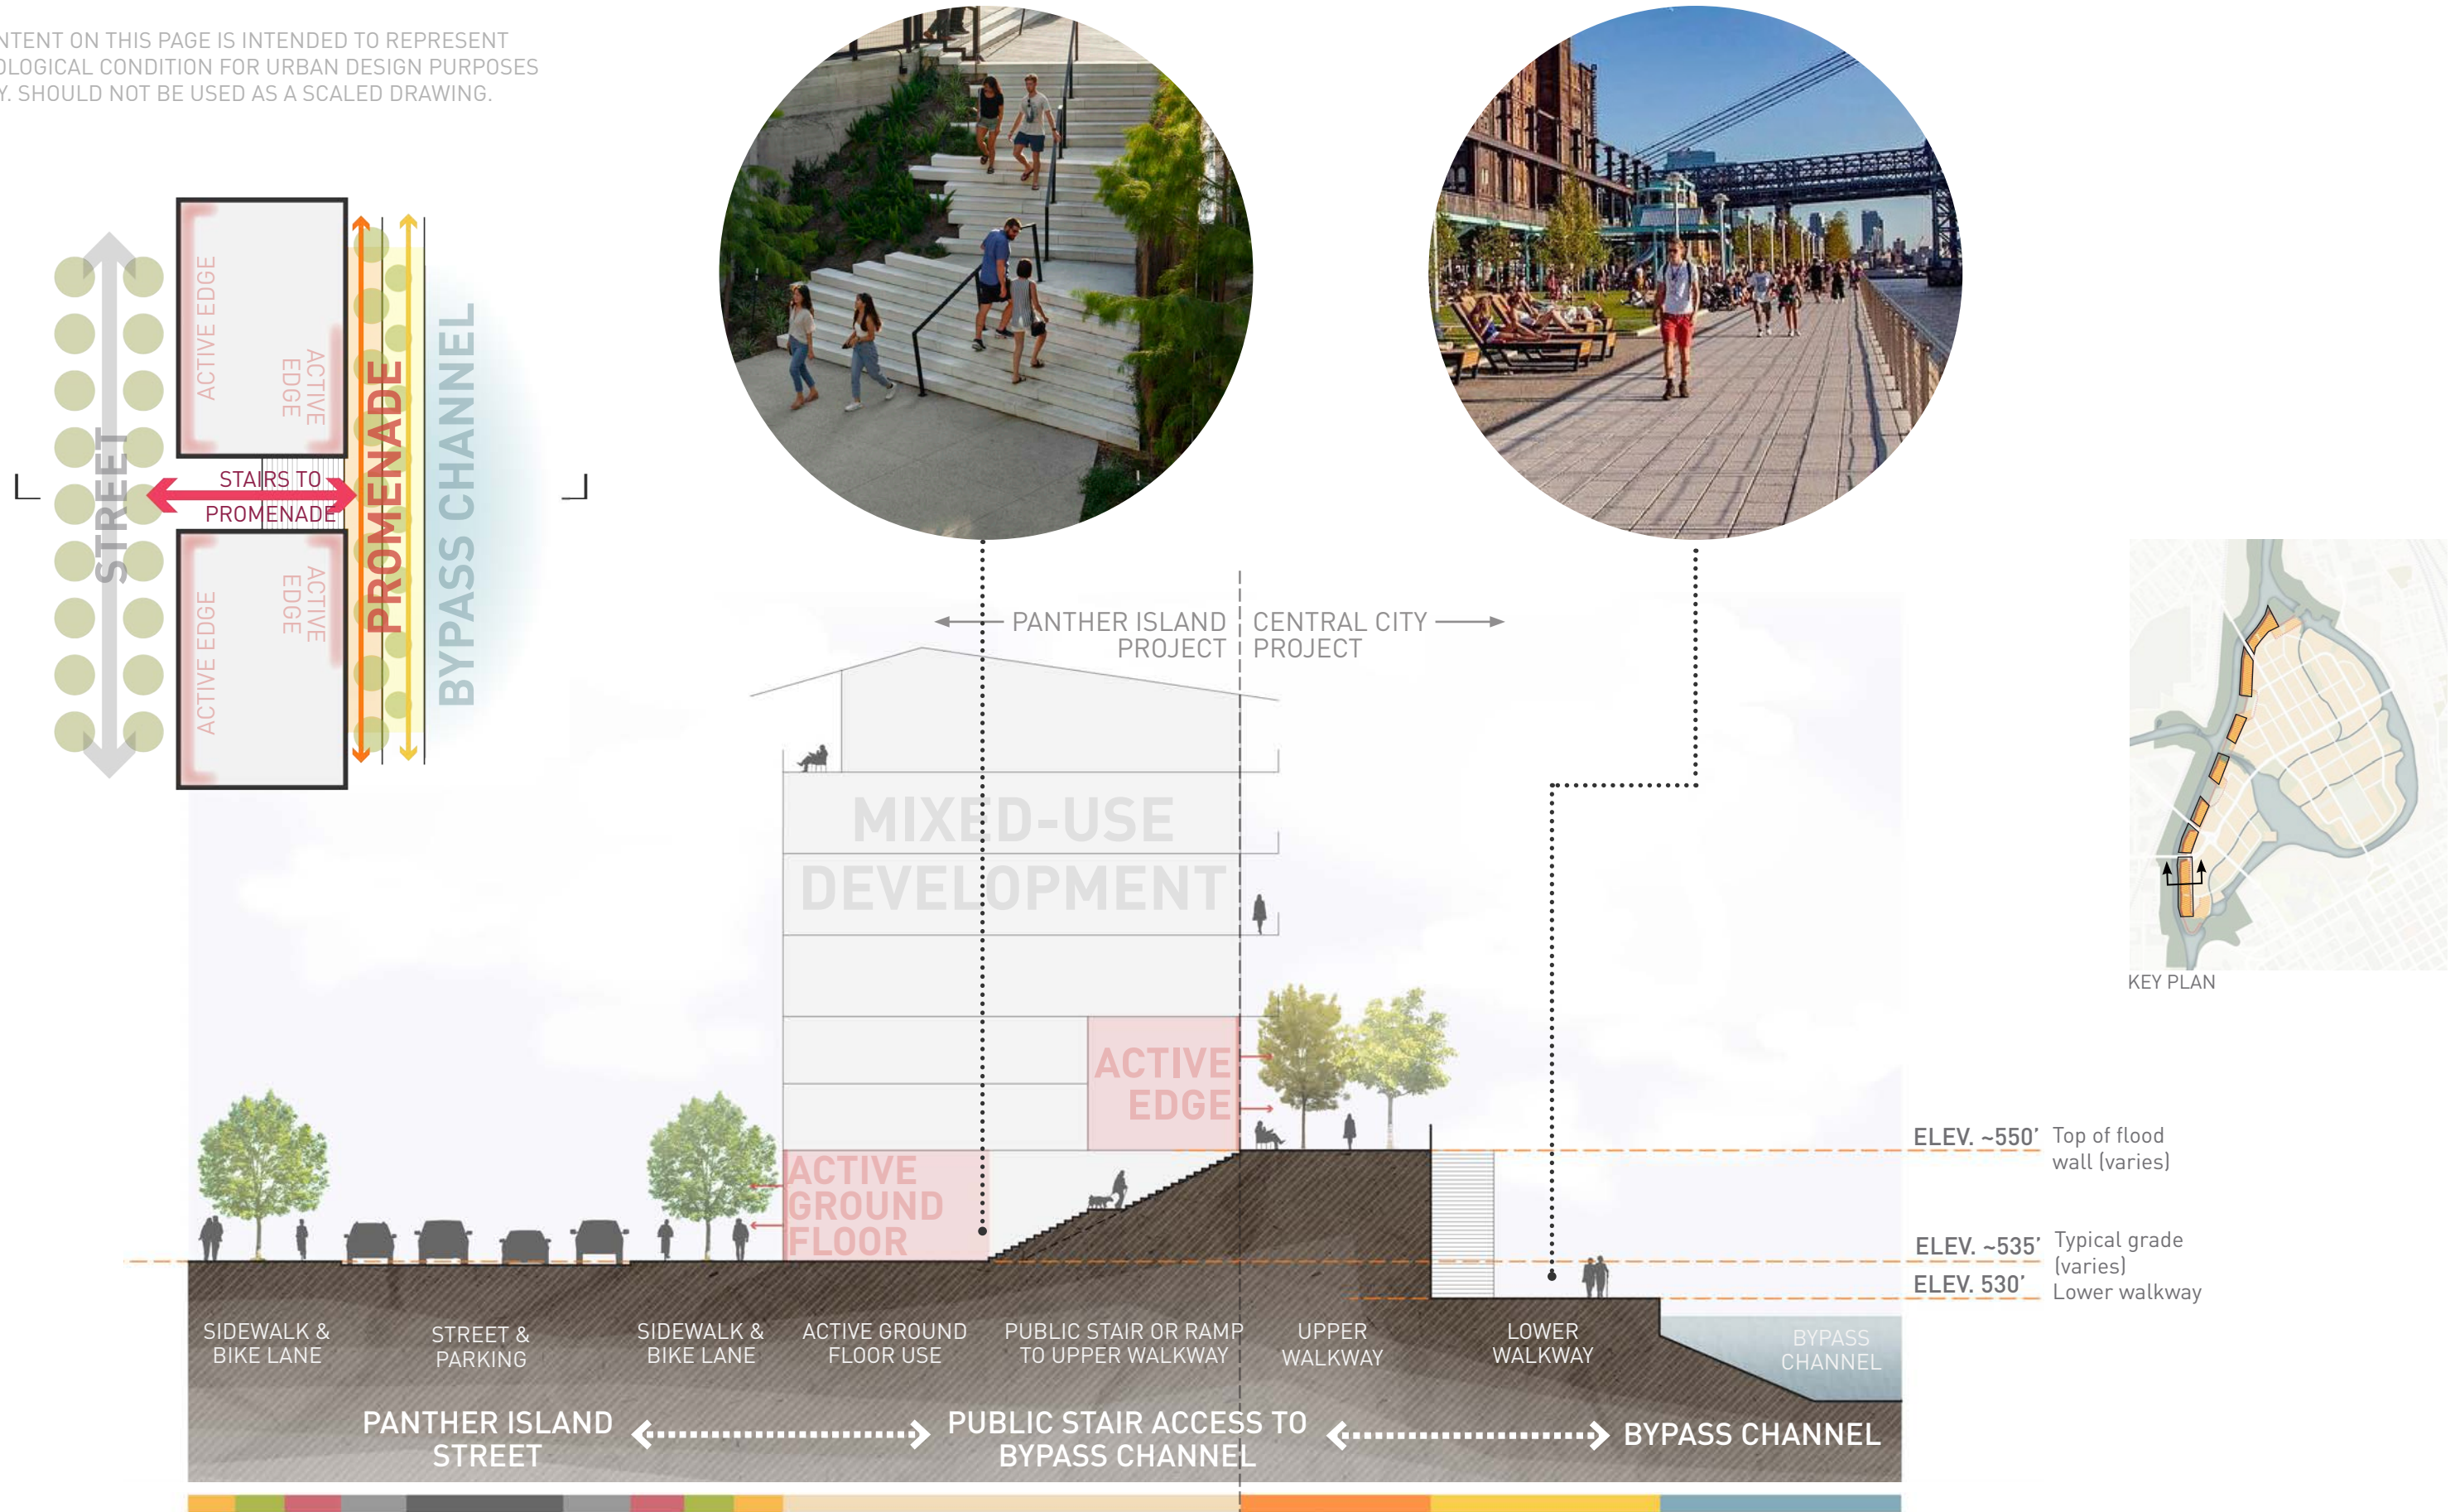 NTENT ON THIS PAGE IS INTENDED TO REPRESENT
OLOGICAL CONDITION FOR URBAN DESIGN PURPOSES
Y. SHOULD NOT BE USED AS A SCALED DRAWING.
STREET
ACTIVE EDGE
ACTIVE
EDGE
STAIRS TO
PROMENADE
ACTIVE EDGE
ACTIVE
EDGE
PROMENADE
BYPASS CHANNEL
PANTHER ISLAND
PROJECT
CENTRAL CITY
PROJECT
MIXED-USE
DEVELOPMENT
ACTIVE
EDGE
ACTIVE
GROUND
FLOOR
KEY PLAN
ELEV. ~550’ Top of flood
wall (varies)
ELEV. ~535’ Typical grade
(varies)
ELEV. 530’ Lower walkway
SIDEWALK &
BIKE LANE
STREET &
PARKING
SIDEWALK &
BIKE LANE
ACTIVE GROUND
FLOOR USE
PUBLIC STAIR OR RAMP
TO UPPER WALKWAY
UPPER
WALKWAY
LOWER
WALKWAY
BYPASS
CHANNEL
PANTHER ISLAND
STREET
PUBLIC STAIR ACCESS TO
BYPASS CHANNEL
BYPASS CHANNEL